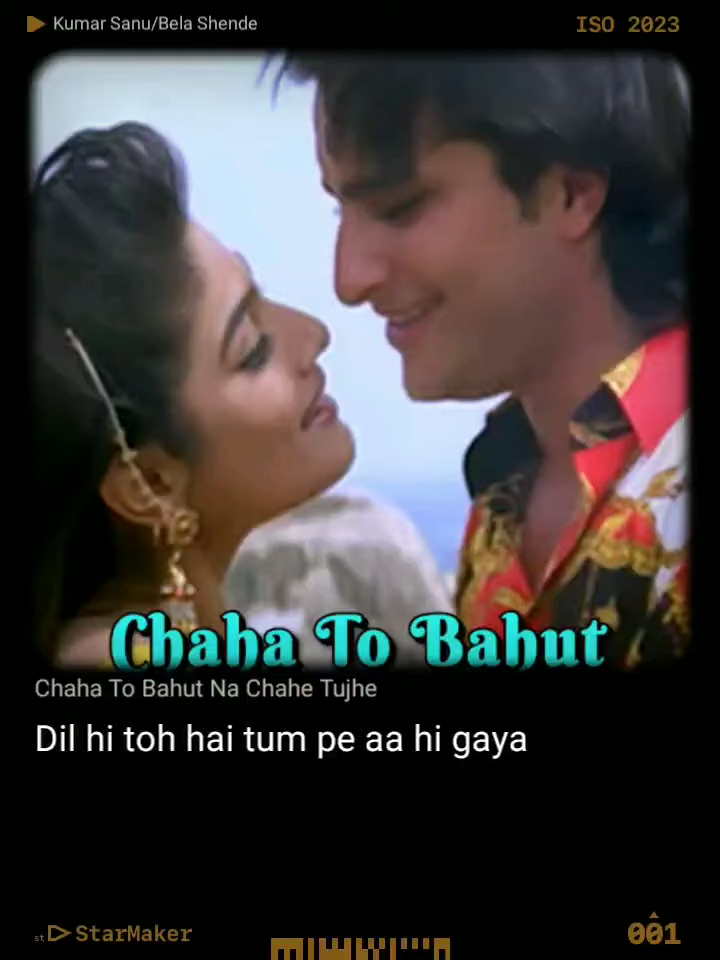 Kumar Sanu/Bela Shende
ISO 2023
Chaha To Bahut
Chaha To Bahut Na Chahe Tujhe
Dil hi toh hai tum pe aa hi gaya
st StarMaker
001